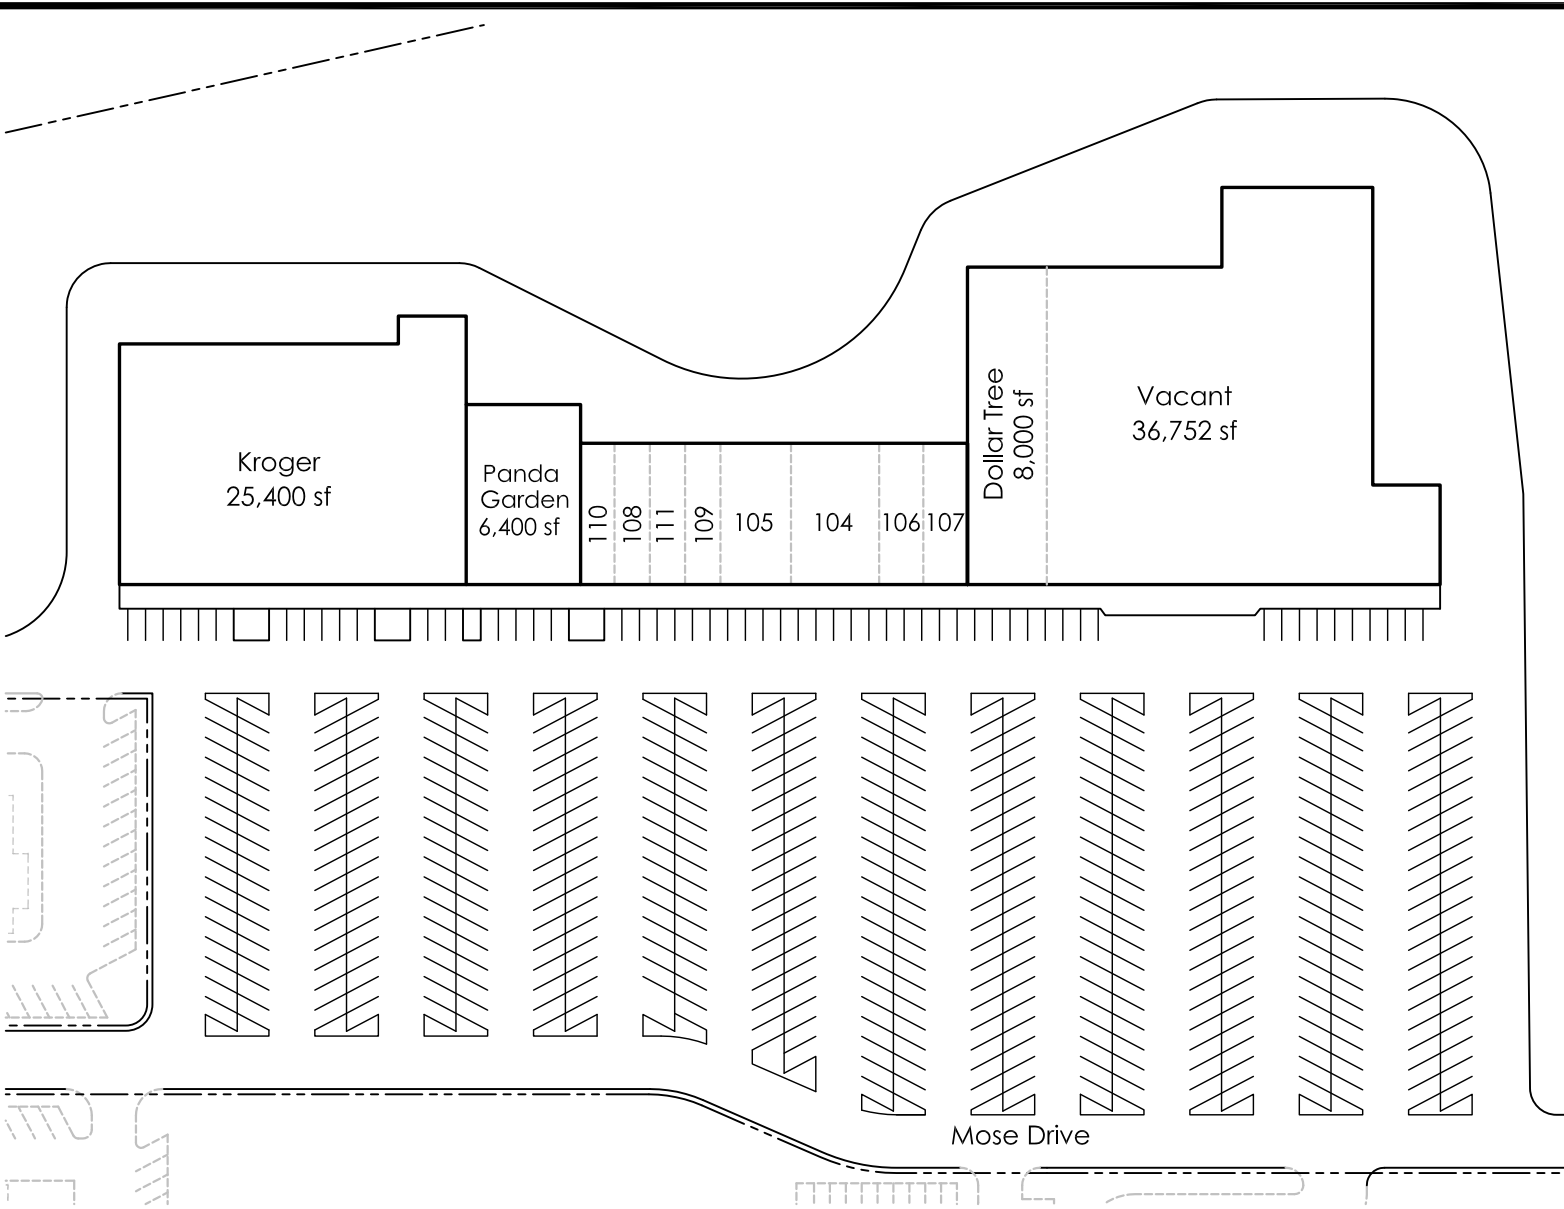 Kroger
25,400 sf
Panda
Garden
6,400 sf
110
108
111
109
105
104
106
107
Dollar Tree
8,000 sf
Vacant
36,752 sf
Mose Drive